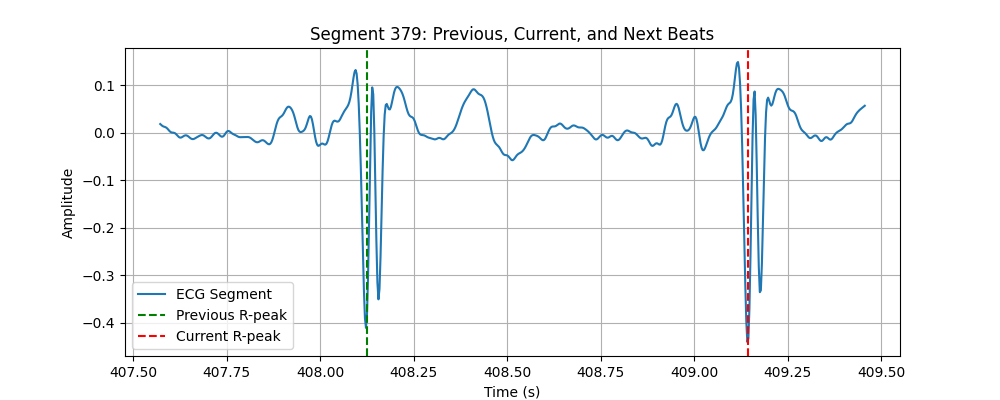 Segment 379: Previous, Current, and Next Beats
Amplitude
0.1
0.0
−0.1
−0.2
−0.3
−0.4
ECG Segment
Previous R-peak
Current R-peak
407.50 407.75 408.00 408.25 408.50 408.75 409.00 409.25 409.50
Time (s)